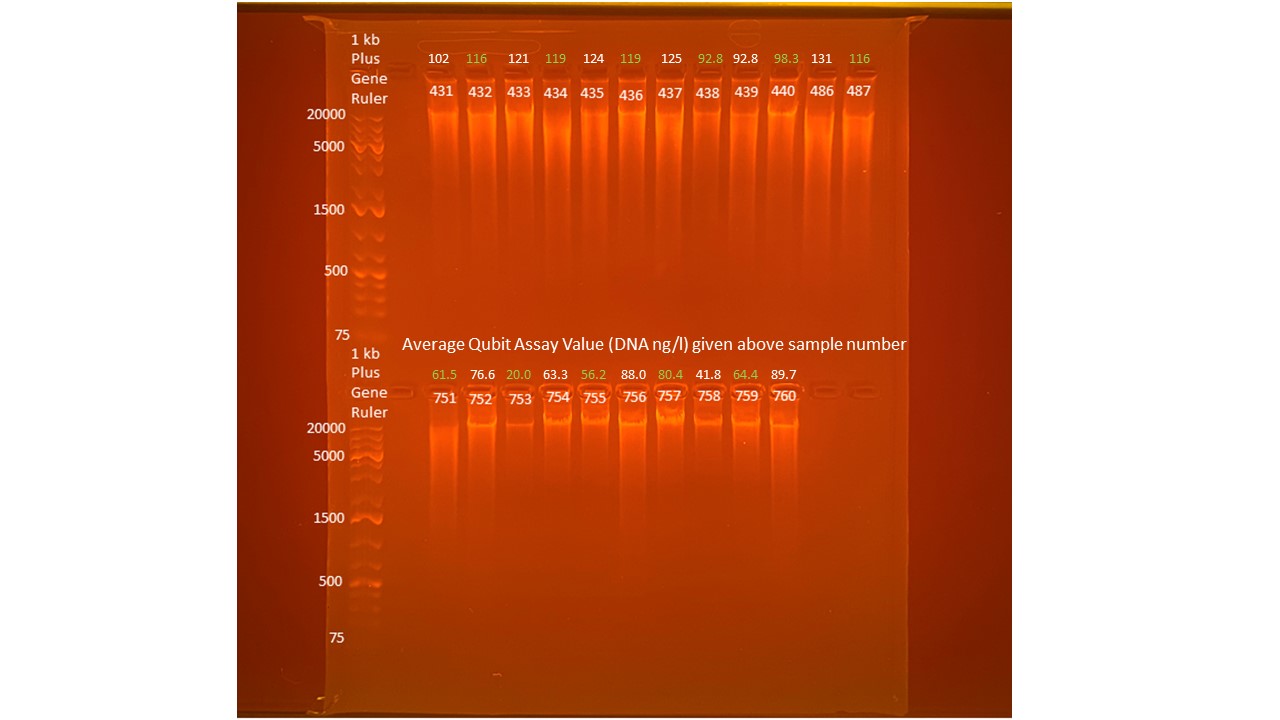 1 kb
Plus
Gene
Ruler
102 116 121 119 124 119 125 92.8 92.8 98.3 131 116
431 432 433 434 435 436 437 438 439 440 486 487
20000
5000
1500
500
75
Average Qubit Assay Value (DNA ng/l) given above sample number
1 kb
Plus
Gene
Ruler
61.5 76.6 20.0 63.3 56.2 88.0 80.4 41.8 64.4 89.7
751 752 753 754 755 756 757 758 759 760
20000
5000
1500
500
75